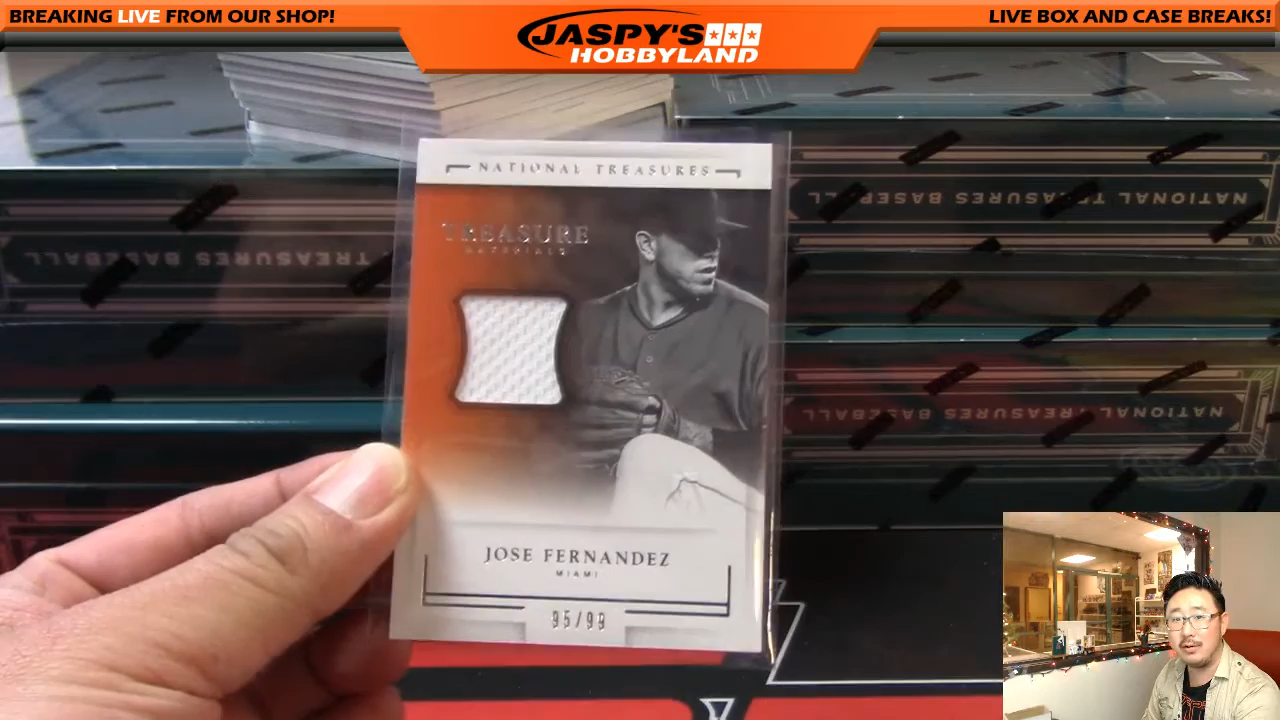 BREAKING LIVE FROM OUR SHOP!
JASPY'S
HOBBYLAND
LIVE BOX AND CASE BREAKS!
NATIONAL TREASURES
TREASURE
MATERIALS
JOSE FERNANDEZ
MIAMI
95/99
TREASURES BASEBALL
NATIONAL TREASURES BASEBALL
NATIONAL TREASURES BASEBALL